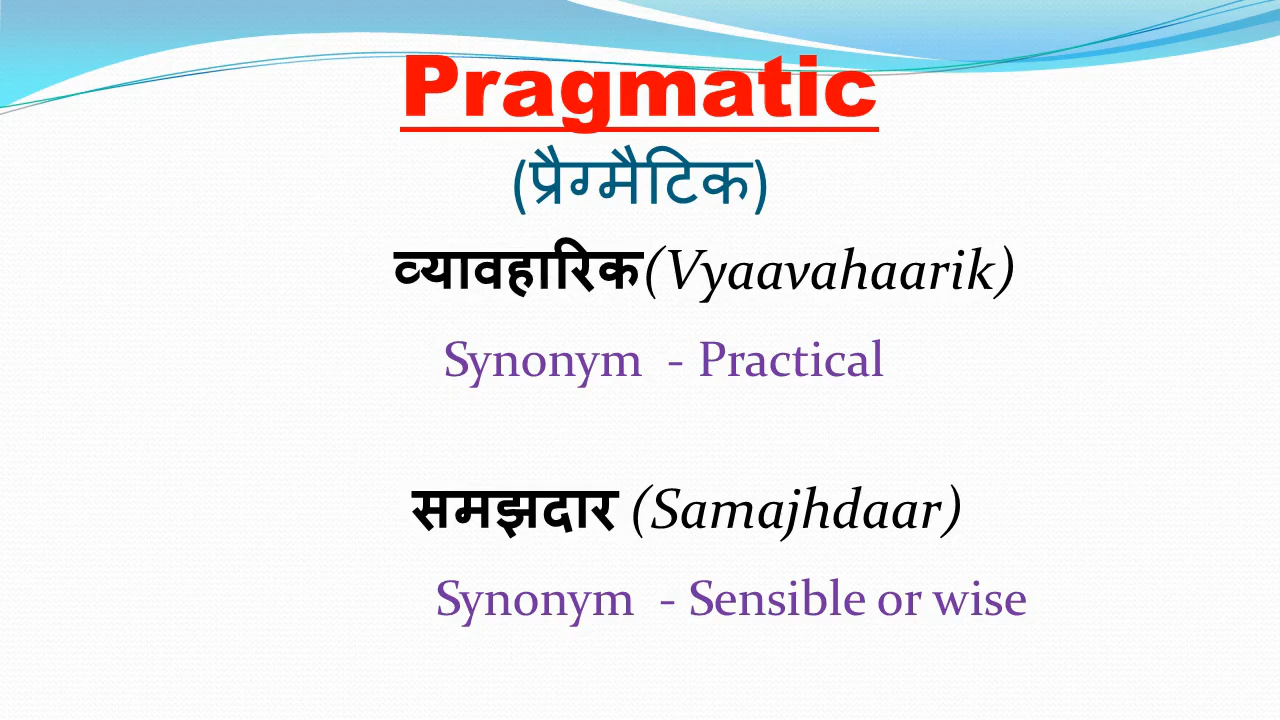 Pragmatic
(प्रैग्मैटिक)
व्यावहारिक(Vyaavahaarik)
Synonym - Practical
समझदार (Samajhdaar)
Synonym - Sensible or wise